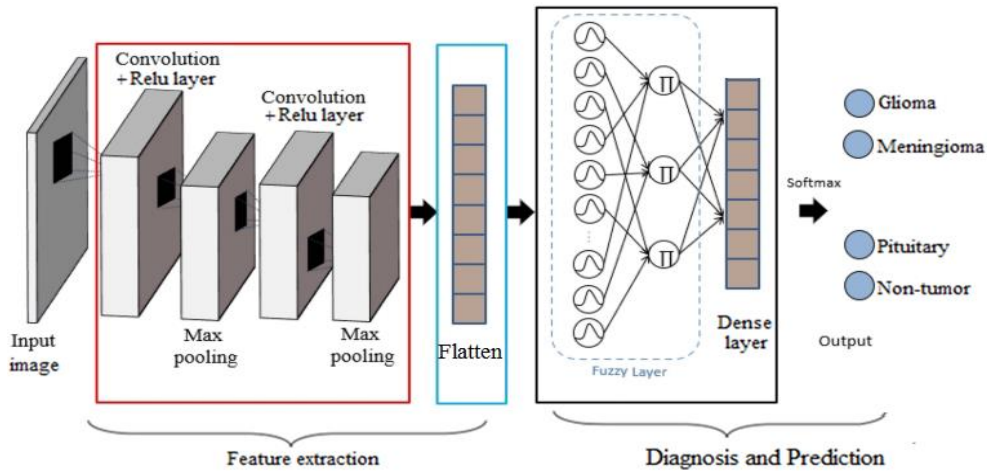 Convolution
+Relu layer
Convolution
+Relu layer
Input
image
Max
pooling
Max
pooling
Flatten
Π
Π
Π
Fuzzy Layer
Dense
layer
Softmax
Glioma
Meningioma
Pituitary
Non-tumor
Output
Feature extraction
Diagnosis and Prediction